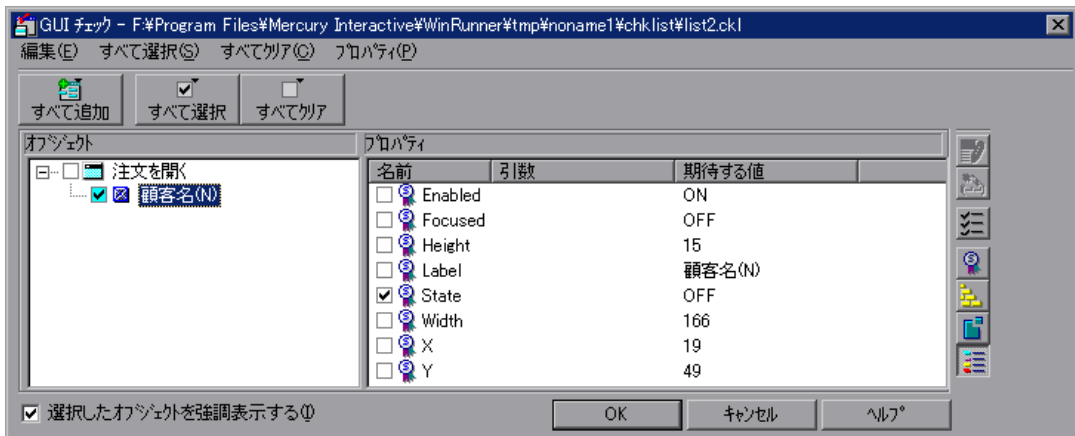 GUI チェック - F:¥Program Files¥Mercury Interactive¥WinRunner¥tmp¥noname1¥chklist¥list2.ckl
編集(E) すべて選択(S) すべてクリア(C) プロパティ(P)
すべて追加 すべて選択 すべてクリア
オブジェクト プロパティ
注文を開く
顧客名(N)
名前 引数 期待する値
Enabled ON
Focused OFF
Height 15
Label 顧客名(N)
State OFF
Width 166
X 19
Y 49
選択したオブジェクトを強調表示する(I)
OK キャンセル ヘルプ